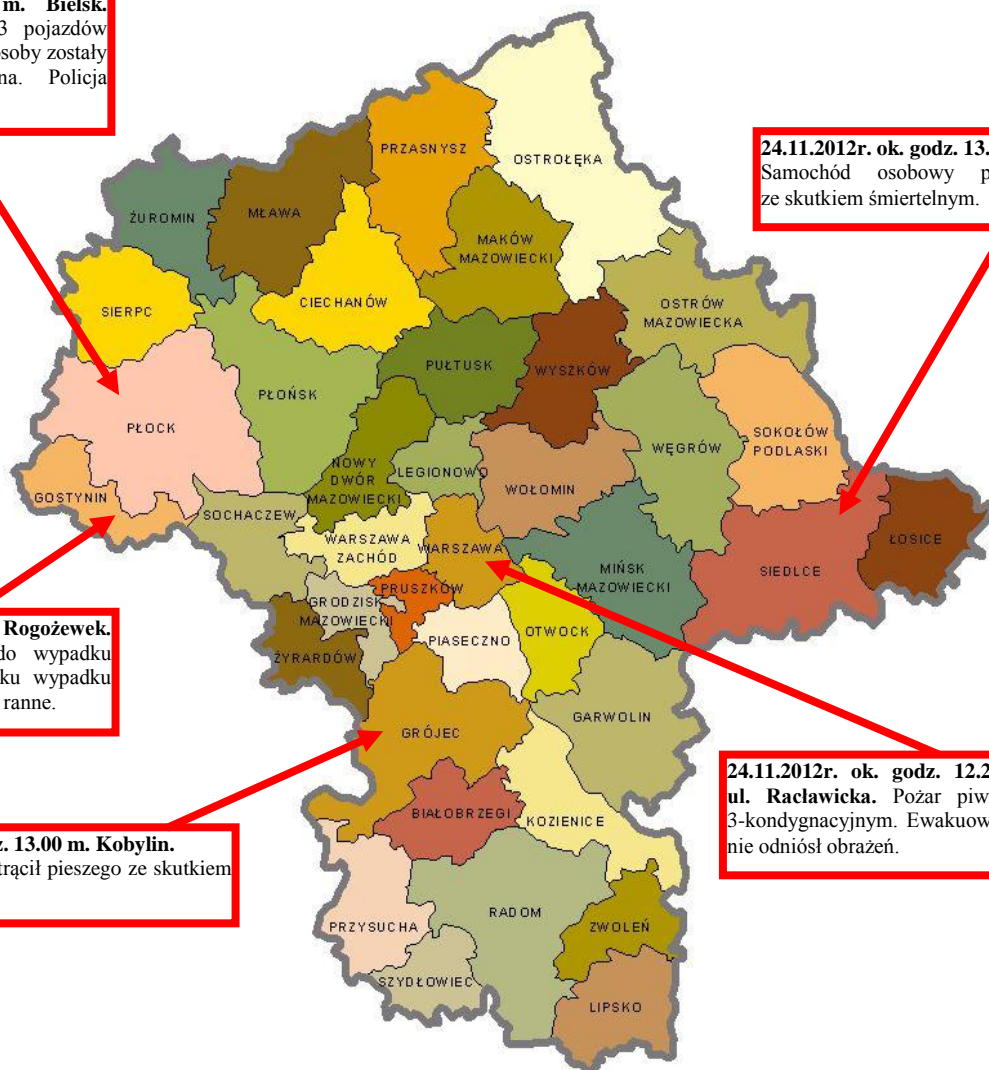 m. Bielsk.
3 pojazdów
osoby zostały
na. Policja
24.11.2012r. ok. godz. 13.
Samochód osobowy p
ze skutkiem śmiertelnym.
PRZASNYSZ
OSTROŁĘKA
ŻUROMIN
MŁAWA
MAKÓW
MAZOWIECKI
SIERPC
CIECHANÓW
OSTRÓW
MAZOWIECKA
PŁOŃSK
PUŁTUSK
WYSZKÓW
PŁOCK
SOKOŁÓW
PODLASKI
WĘGRÓW
NOWY
DWÓR
MAZOWIECKI
LEGIONOWO
WOŁOMIN
GOSTYNIN
SOCHACZEW
WARSZAWA
ZACHÓD
WARSZAWA
MIŃSK
MAZOWIECKI
SIEDLCE
ŁOSICE
PRUSZKÓW
GRODZISK
MAZOWIECKI
PIASECZNO
OTWOCK
ŻYRARDÓW
Rogożewek.
do wypadku
ku wypadku
ranne.
GARWOLIN
GRÓJEC
24.11.2012r. ok. godz. 12.2
ul. Racławicka. Pożar piw
3-kondygnacyjnym. Ewakuow
nie odniósł obrażeń.
BIAŁOBRZEGI
KOZIENICE
z. 13.00 m. Kobylin.
trącił pieszego ze skutkiem
RADOM
PRZYSUCHA
ZWOLEŃ
SZYDŁOWIEC
LIPSKO